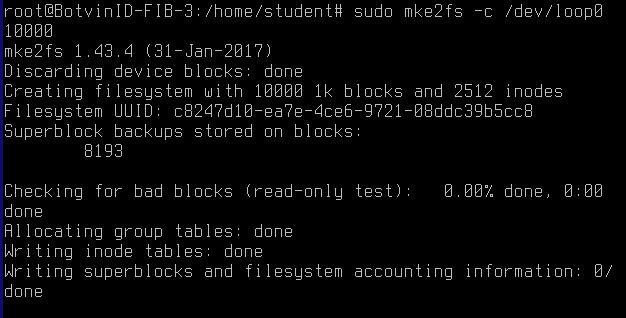 root@BotvinID-FIB-3:/home/student# sudo mke2fs -c /dev/loop0
10000
mke2fs 1.43.4 (31-Jan-2017)
Discarding device blocks: done
Creating filesystem with 10000 1k blocks and 2512 inodes
Filesystem UUID: c8247d10-ea7e-4ce6-9721-08ddc39b5cc8
Superblock backups stored on blocks:
8193
Checking for bad blocks (read-only test):   0.00% done, 0:00
done
Allocating group tables: done
Writing inode tables: done
Writing superblocks and filesystem accounting information: 0/
done